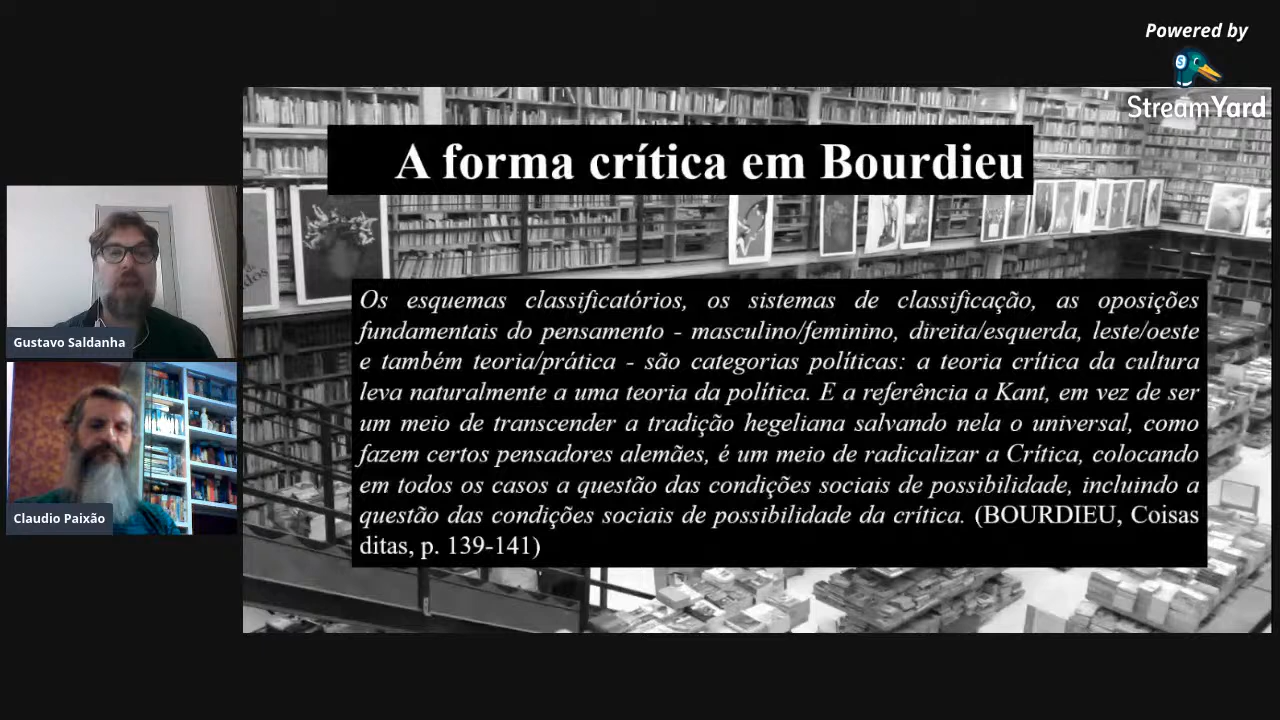 Powered by
StreamYard
A forma crítica em Bourdieu
Os esquemas classificatórios, os sistemas de classificação, as oposições
fundamentais do pensamento - masculino/feminino, direita/esquerda, leste/oeste
e também teoria/prática - são categorias políticas: a teoria crítica da cultura
leva naturalmente a uma teoria da política. E a referência a Kant, em vez de ser
um meio de transcender a tradição hegeliana salvando nela o universal, como
fazem certos pensadores alemães, é um meio de radicalizar a Crítica, colocando
em todos os casos a questão das condições sociais de possibilidade, incluindo a
questão das condições sociais de possibilidade da crítica. (BOURDIEU, Coisas
ditas, p. 139-141)
Gustavo Saldanha
Claudio Paixão